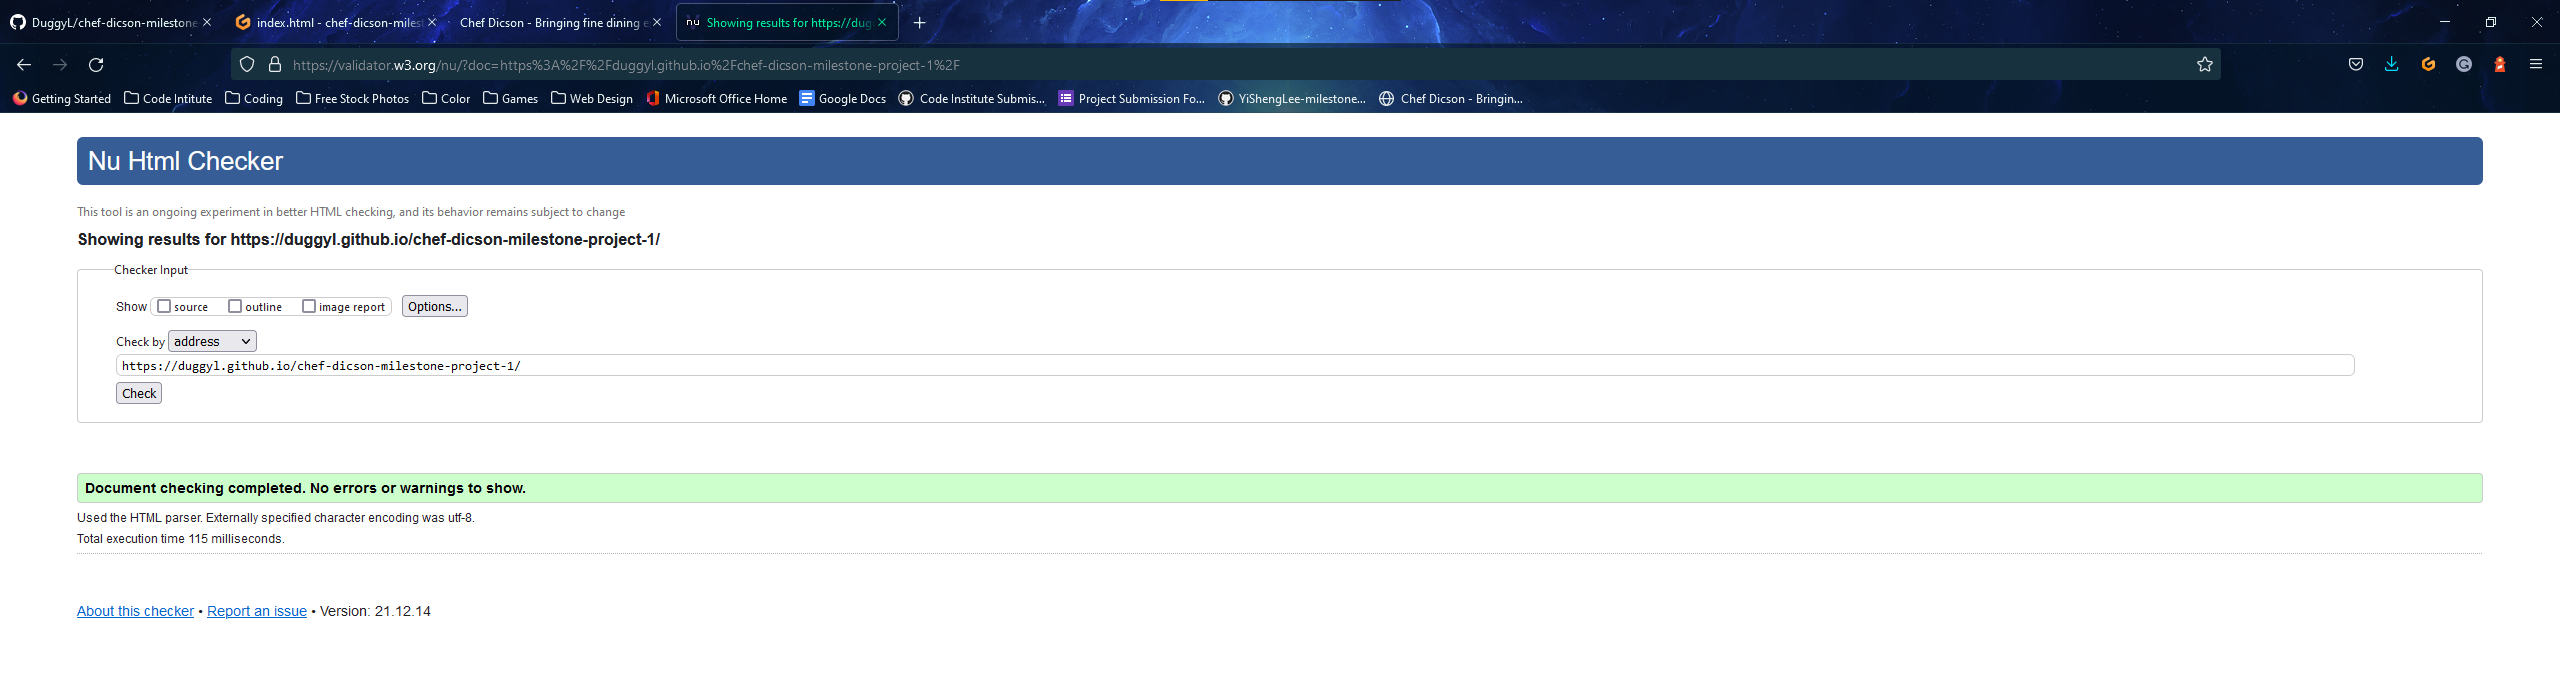 DuggyL/chef-dicson-milestone
index.html - chef-dicson-miles
Chef Dicson - Bringing fine dining e
nu Showing results for https://dug
https://validator.w3.org/nu/?doc=https%3A%2F%2Fduggyl.github.io%2Fchef-dicson-milestone-project-1%2F
Getting Started Code Intitute Coding Free Stock Photos Color Games Web Design Microsoft Office Home Google Docs Code Institute Submis... Project Submission Fo... YiShengLee-milestone... Chef Dicson - Bringin...
Nu Html Checker
This tool is an ongoing experiment in better HTML checking, and its behavior remains subject to change
Showing results for https://duggyl.github.io/chef-dicson-milestone-project-1/
Checker Input
Show source outline image report Options...
Check by address
https://duggyl.github.io/chef-dicson-milestone-project-1/
Check
Document checking completed. No errors or warnings to show.
Used the HTML parser. Externally specified character encoding was utf-8.
Total execution time 115 milliseconds.
About this checker • Report an issue • Version: 21.12.14